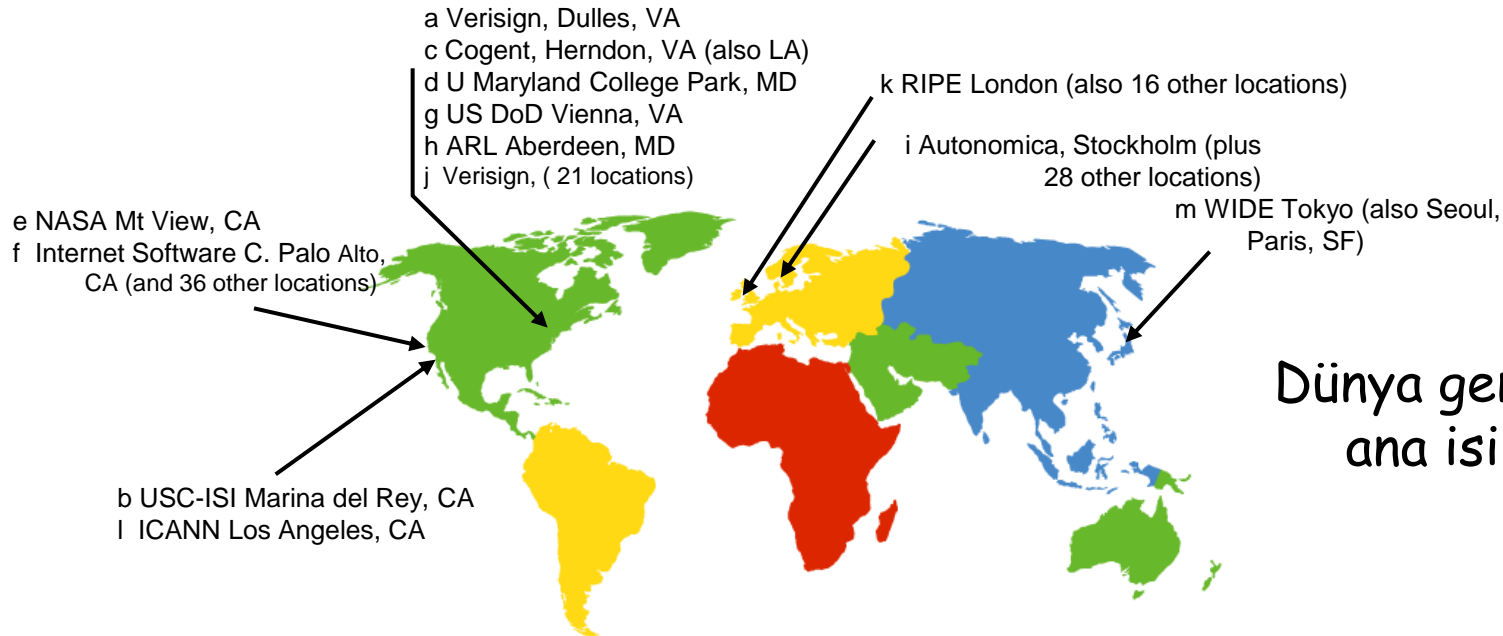 a Verisign, Dulles, VA
c Cogent, Herndon, VA (also LA)
d U Maryland College Park, MD
g US DoD Vienna, VA
h ARL Aberdeen, MD
j Verisign, ( 21 locations)
k RIPE London (also 16 other locations)
i Autonomica, Stockholm (plus
28 other locations)
m WIDE Tokyo (also Seoul,
Paris, SF)
e NASA Mt View, CA
f Internet Software C. Palo Alto,
CA (and 36 other locations)
b USC-ISI Marina del Rey, CA
l ICANN Los Angeles, CA
Dünya
ana